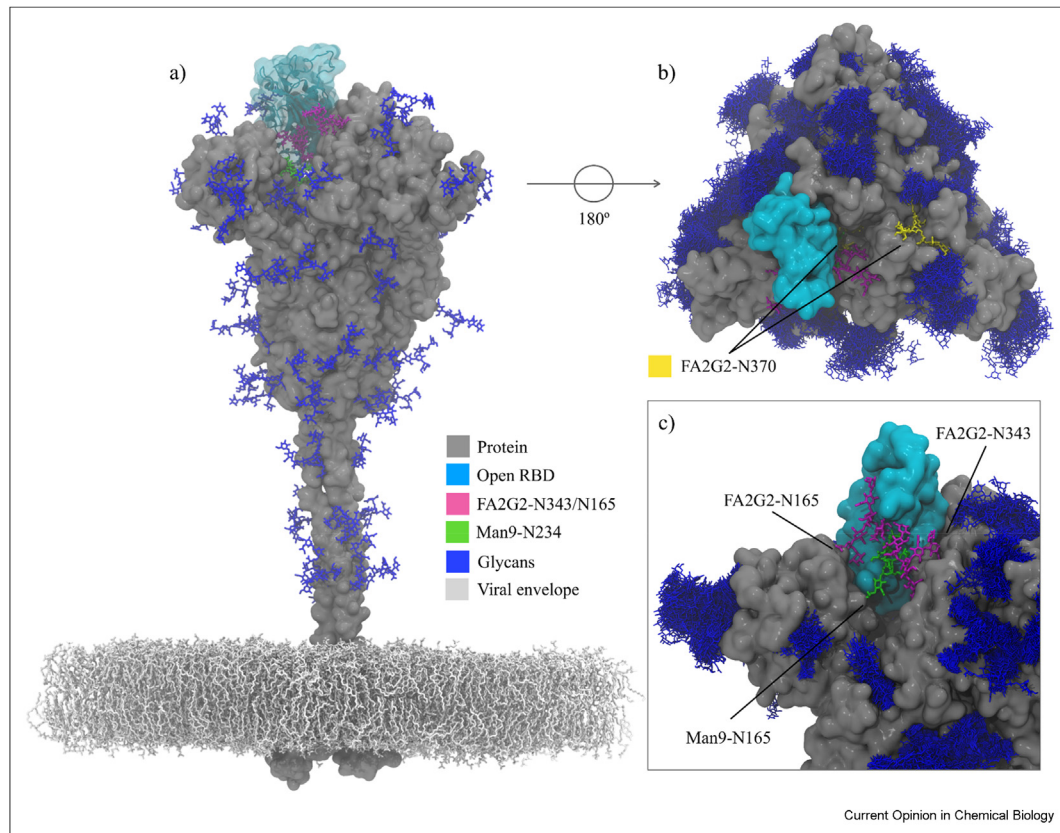 a)
b)
180º
FA2G2-N370
Protein
Open RBD
FA2G2-N343/N165
Man9-N234
Glycans
Viral envelope
c)
FA2G2-N343
FA2G2-N165
Man9-N165
Current Opinion in Chemical Biology